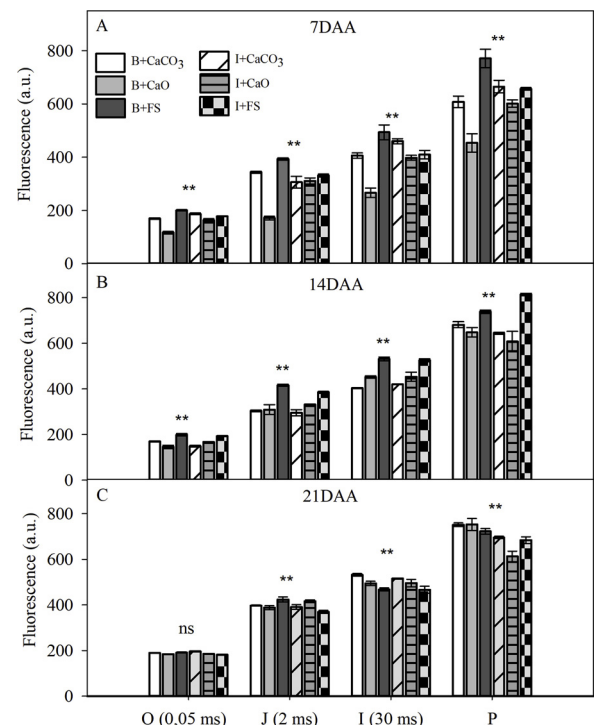 A
7DAA
B+CaCO₃
I+CaCO₃
B+CaO
I+CaO
B+FS
I+FS
**
**
**
**
Fluorescence (a.u.)
800
600
400
200
0
B
14DAA
**
**
**
**
Fluorescence (a.u.)
800
600
400
200
0
C
21DAA
ns
**
**
**
Fluorescence (a.u.)
800
600
400
200
0
O (0.05 ms)
J (2 ms)
I (30 ms)
P